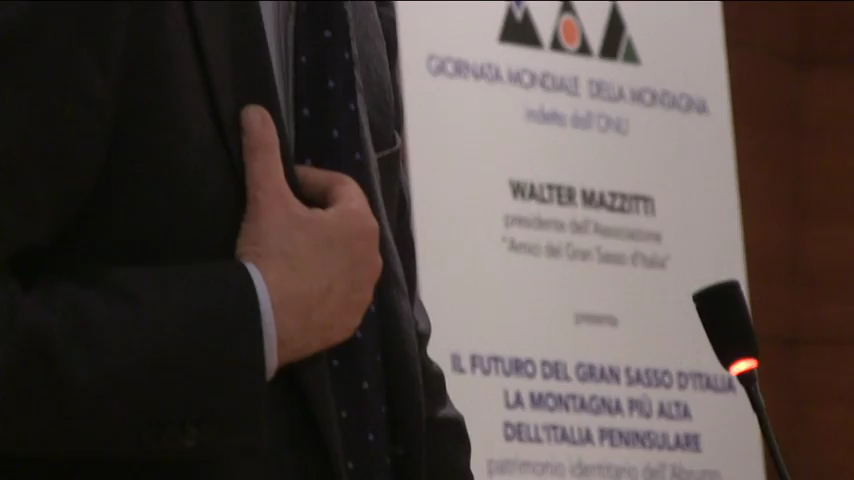 GIORNATA MONDIALE DELLA MONTAGNA
indetta dall'ONU
WALTER MAZZITTI
presidente dell'Associazione
"Amici del Gran Sasso d'Italia"
presenta
IL FUTURO DEL GRAN SASSO D'ITALIA
LA MONTAGNA PIÙ ALTA
DELL'ITALIA PENINSULARE
patrimonio identitario dell'Abruzzo